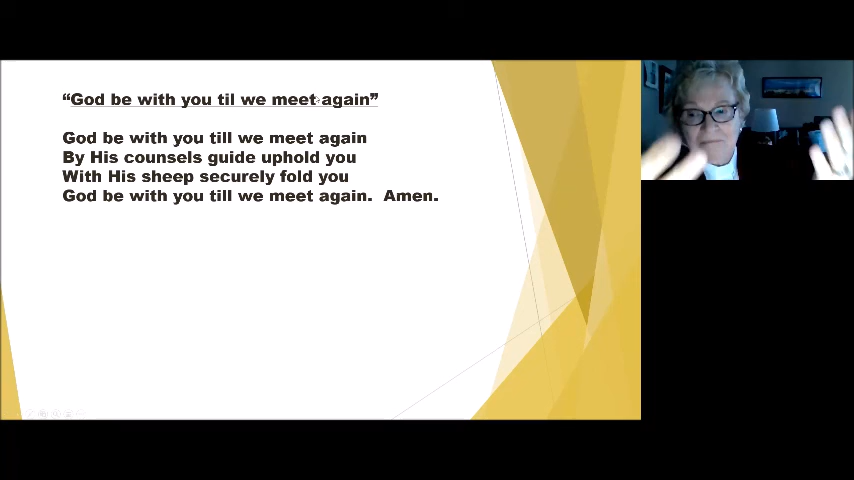 “God be with you til we meet again”
God be with you till we meet again
By His counsels guide uphold you
With His sheep securely fold you
God be with you till we meet again.  Amen.